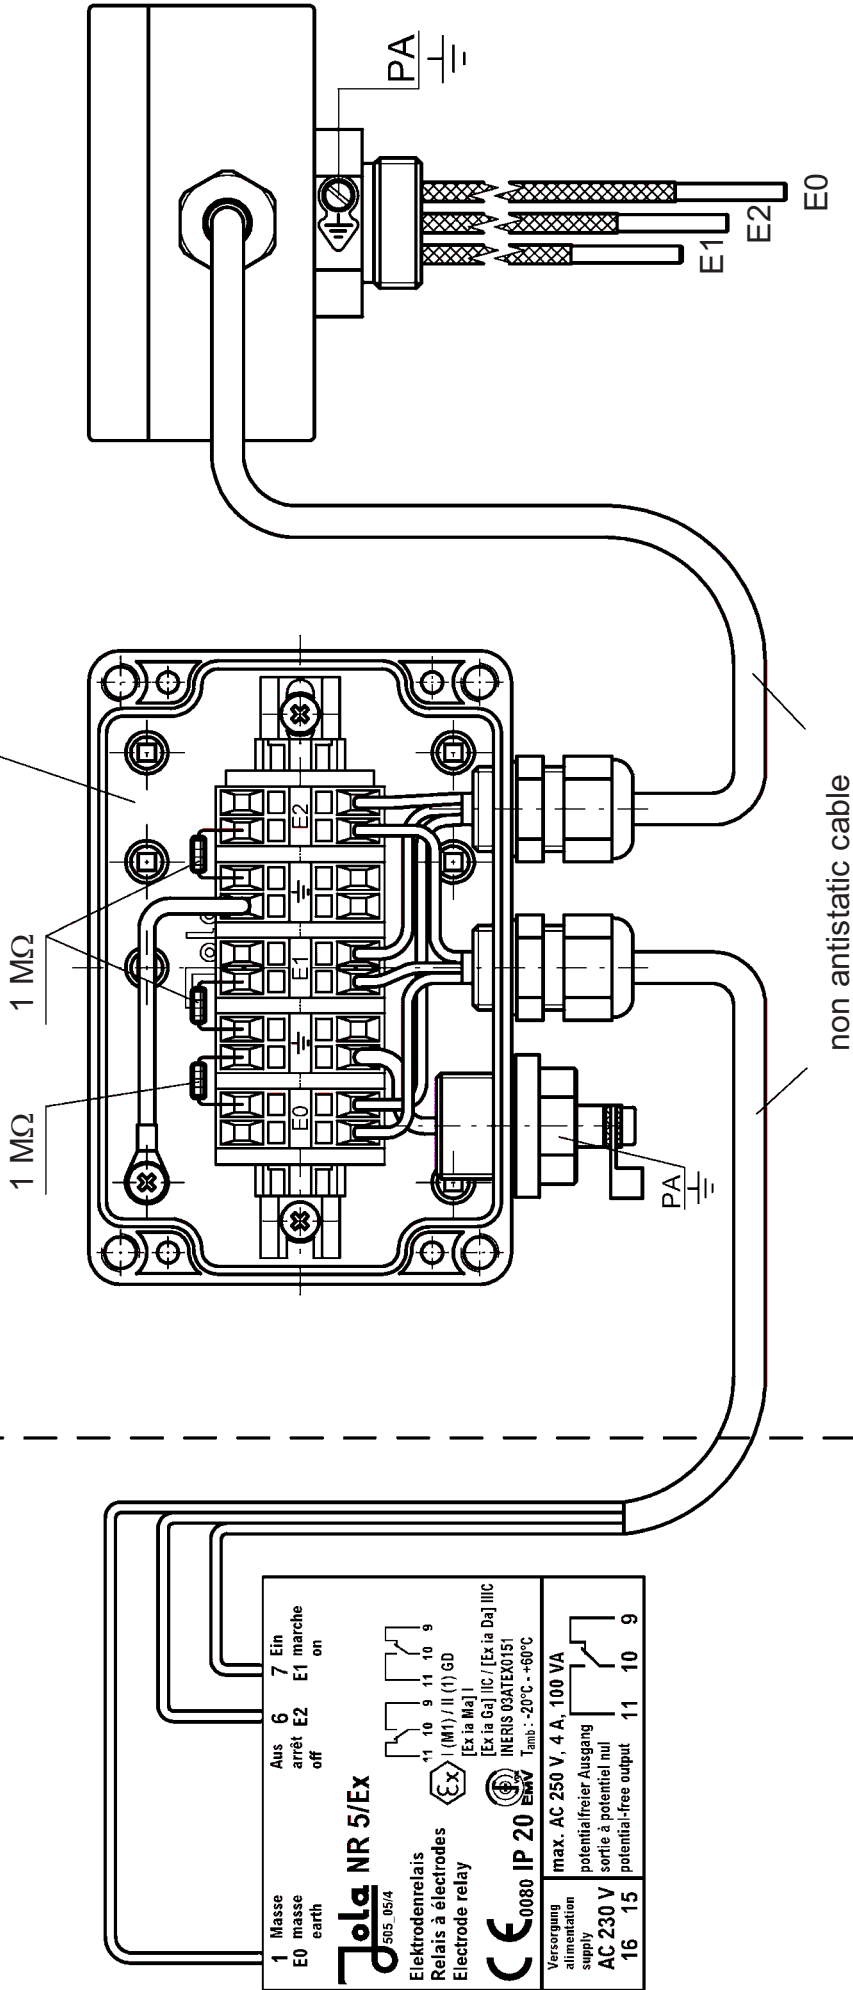 1 Masse
E0 masse
earth
Aus 6
arrêt E2
off
7 Ein
E1 marche
on
Jola NR 5/Ex
505_05/4
Elektrodenrelais
Relais à électrodes
Electrode relay
11 10 9 11 10 9
Ex I (M1) / II (1) GD
[Ex ia Ma] I
[Ex ia Ga] IIC / [Ex ia Da] IIIC
INERIS 03ATEX0151
Tamb: -20°C - +60°C
CE 0080 IP 20
VDE
EMV
Versorgung
alimentation
supply
AC 230 V
16 15
max. AC 250 V, 4 A, 100 VA
potentialfreier Ausgang
sortie à potentiel nul
potential-free output
11 10 9
1 MΩ
1 MΩ
E0
E1
E2
PA
non antistatic cable
PA
E1
E2
E0